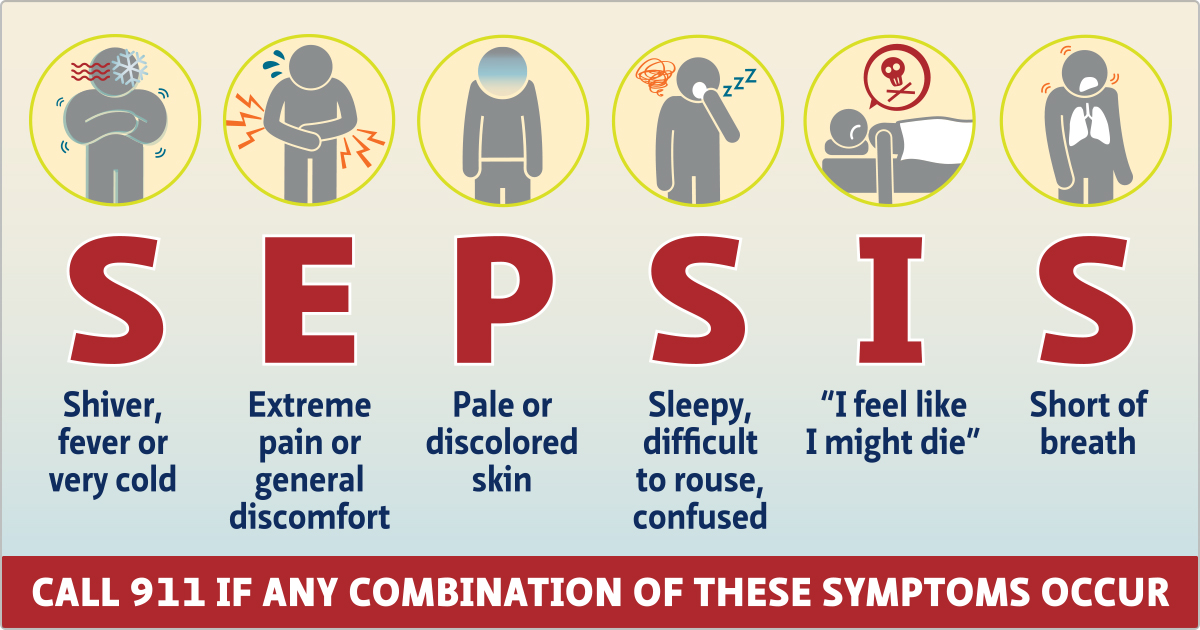 z z Z
S E P S I S
Shiver,
fever or
very cold
Extreme
pain or
general
discomfort
Pale or
discolored
skin
Sleepy,
difficult
to rouse,
confused
“I feel like
I might die”
Short of
breath
CALL 911 IF ANY COMBINATION OF THESE SYMPTOMS OCCUR